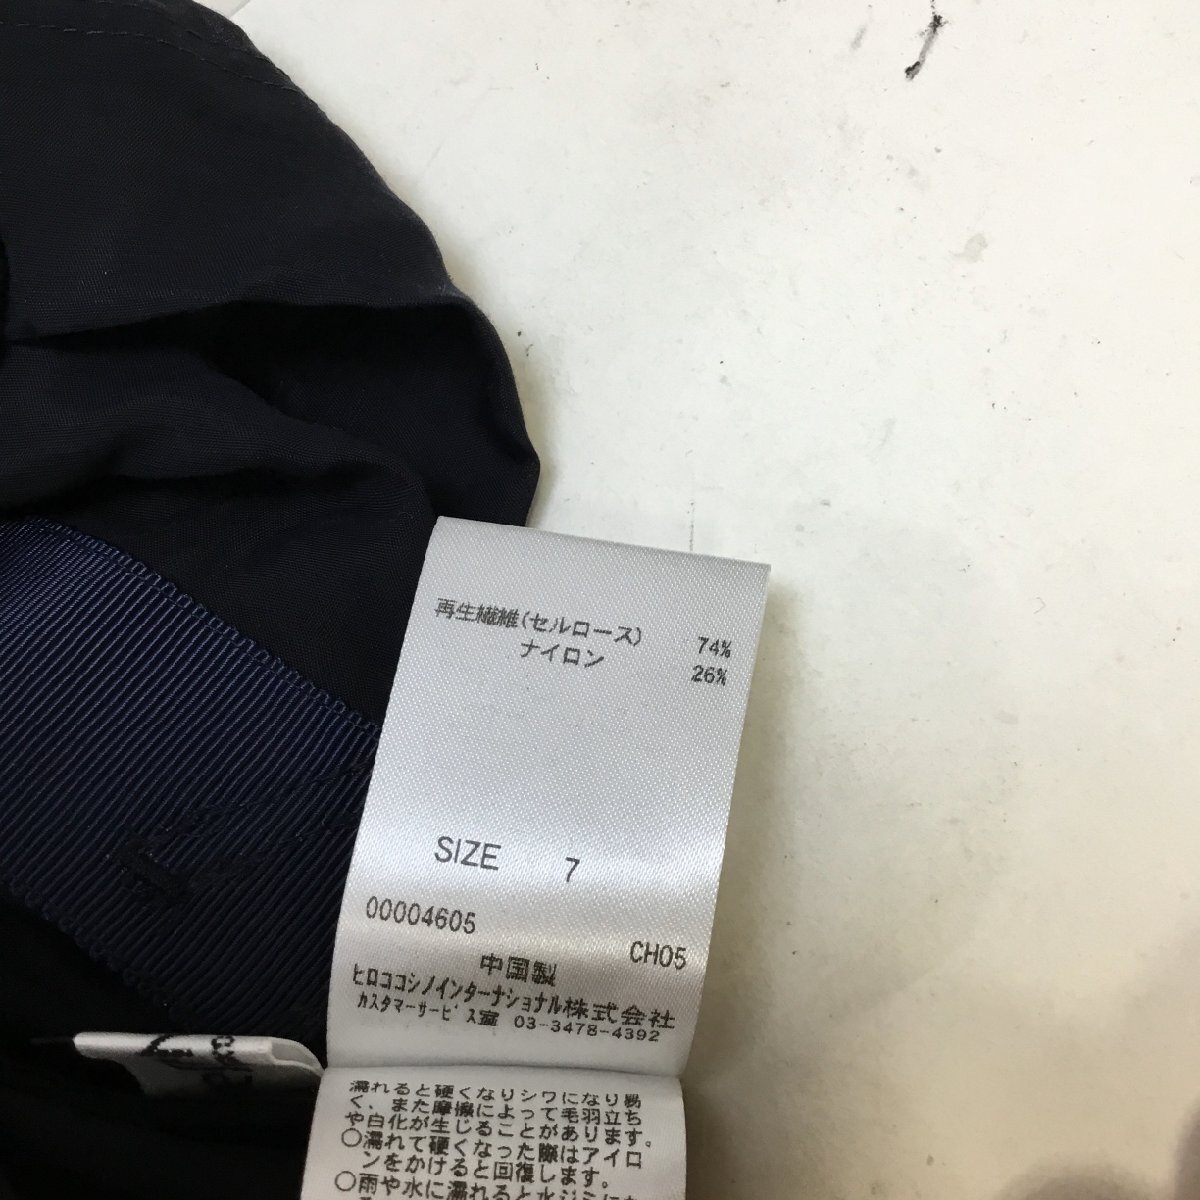 再生繊維(セルロース) 74%
ナイロン 26%
SIZE 7
00004605
CH05
中国製
ヒロココシノインターナショナル株式会社
カスタマーサービス室 03-3478-4392
濡れると硬くなりシワになり易
く、また摩擦によって毛羽立ち
や白化が生じることがあります。
○濡れて硬くなった際はアイロ
ンをかけると回復します。
○雨や水に濡れると水ジミにな